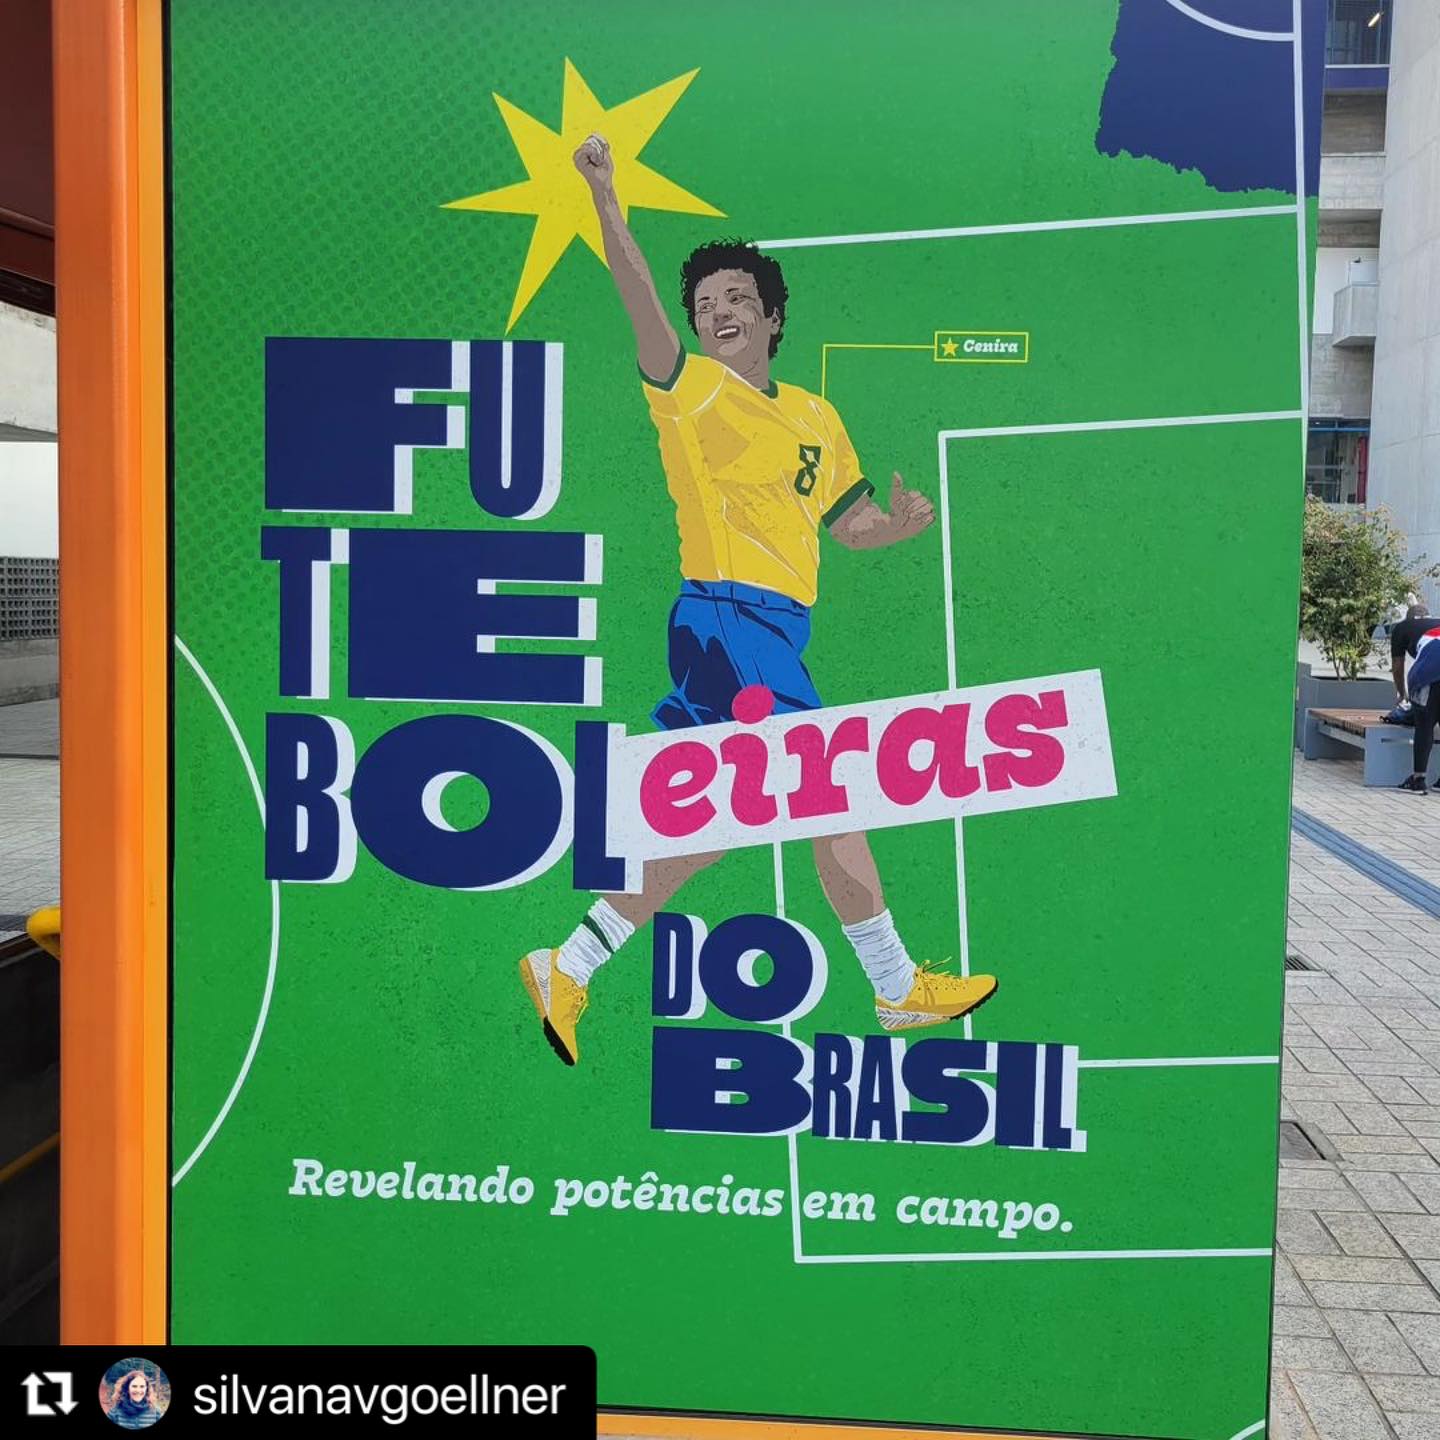 Cenira
8
FU
TE
BOLeiras
DO
BRASIL
Revelando potências em campo.
silvanavgoellner